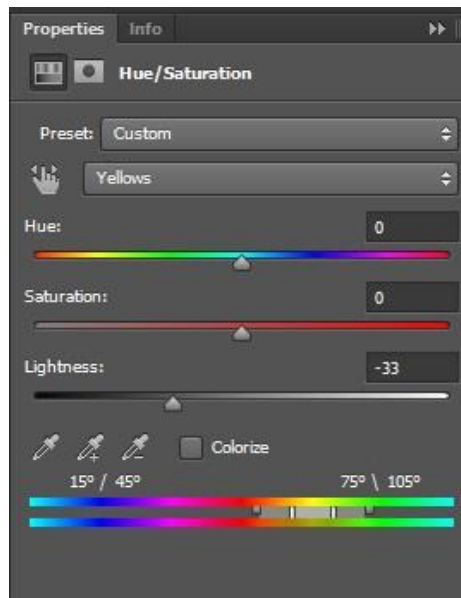 Properties Info
Hue/Saturation
Preset: Custom
Yellows
Hue: 0
Saturation: 0
Lightness: -33
Colorize
15° / 45° 75° \ 105°